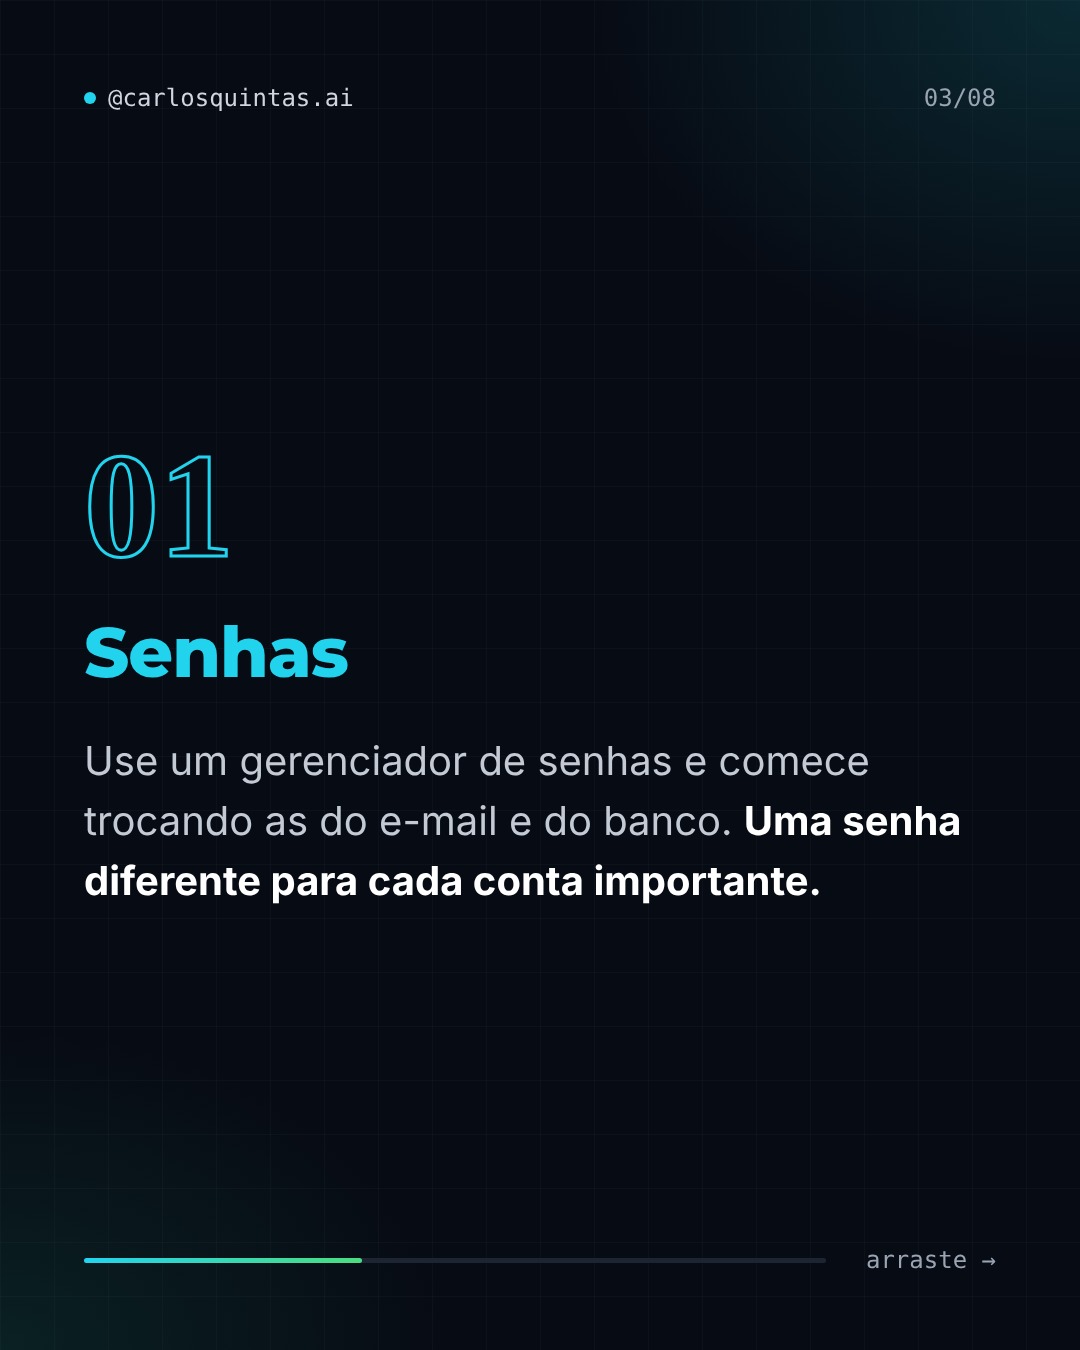 @carlosquintas.ai
03/08
01
Senhas
Use um gerenciador de senhas e comece
trocando as do e-mail e do banco. Uma senha
diferente para cada conta importante.
arraste →